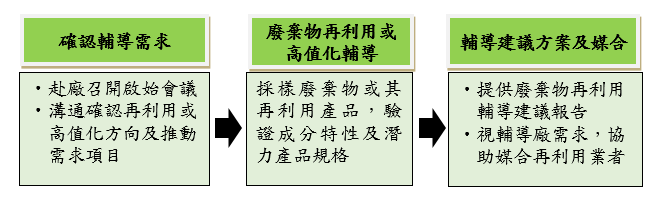 確認輔導需求
・赴廠召開啟始會議
・溝通確認再利用或
高值化方向及推動
需求項目
廢棄物再利用或
高值化輔導
採樣廢棄物或其
再利用產品，驗
證成分特性及潛
力產品規格
輔導建議方案及媒合
・提供廢棄物再利用
輔導建議報告
・視輔導廠需求，協
助媒合再利用業者